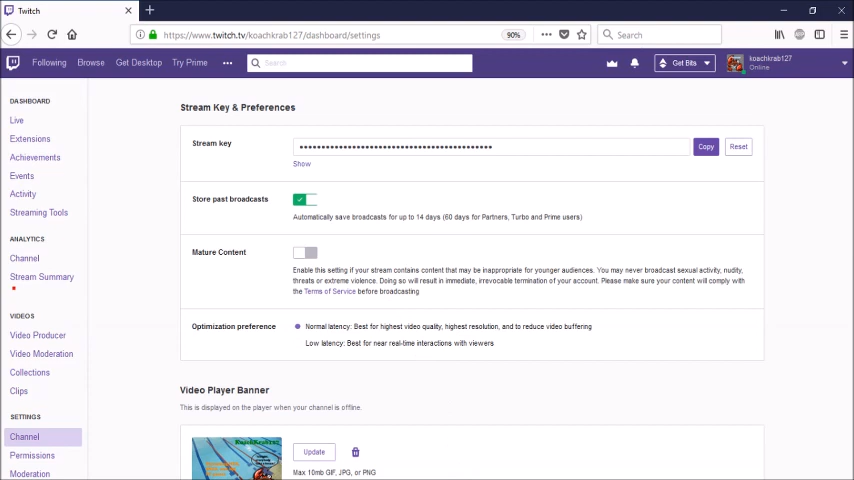 Twitch
https://www.twitch.tv/koachkrab127/dashboard/settings
90%
Search
Following
Browse
Get Desktop
Try Prime
Search
Get Bits
koachkrab127
Online
DASHBOARD
Live
Extensions
Achievements
Events
Activity
Streaming Tools
ANALYTICS
Channel
Stream Summary
VIDEOS
Video Producer
Video Moderation
Collections
Clips
SETTINGS
Channel
Permissions
Moderation
Stream Key & Preferences
Stream key
Copy
Reset
Show
Store past broadcasts
Automatically save broadcasts for up to 14 days (60 days for Partners, Turbo and Prime users)
Mature Content
Enable this setting if your stream contains content that may be inappropriate for younger audiences. You may never broadcast sexual activity, nudity,
threats or extreme violence. Doing so will result in immediate, irrevocable termination of your account. Please make sure your content will comply with
the Terms of Service before broadcasting
Optimization preference
Normal latency: Best for highest video quality, highest resolution, and to reduce video buffering
Low latency: Best for near real-time interactions with viewers
Video Player Banner
This is displayed on the player when your channel is offline.
KoachKrab127
Update
Max 10mb GIF, JPG, or PNG